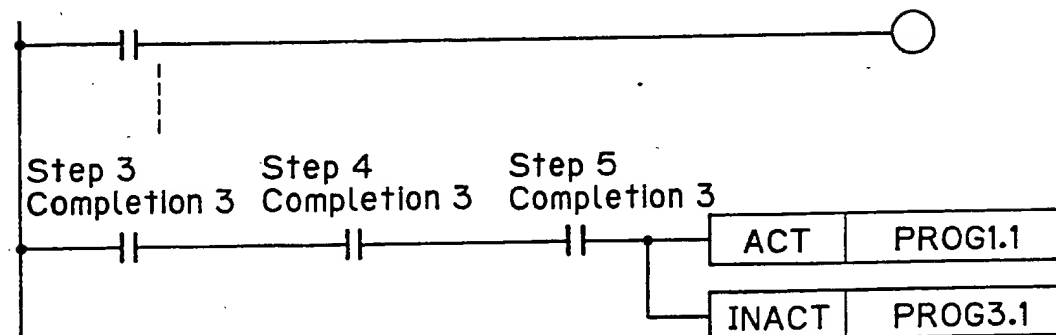 Step 3
Completion 3
Step 4
Completion 3
Step 5
Completion 3
ACT PROG1.1
INACT PROG3.1